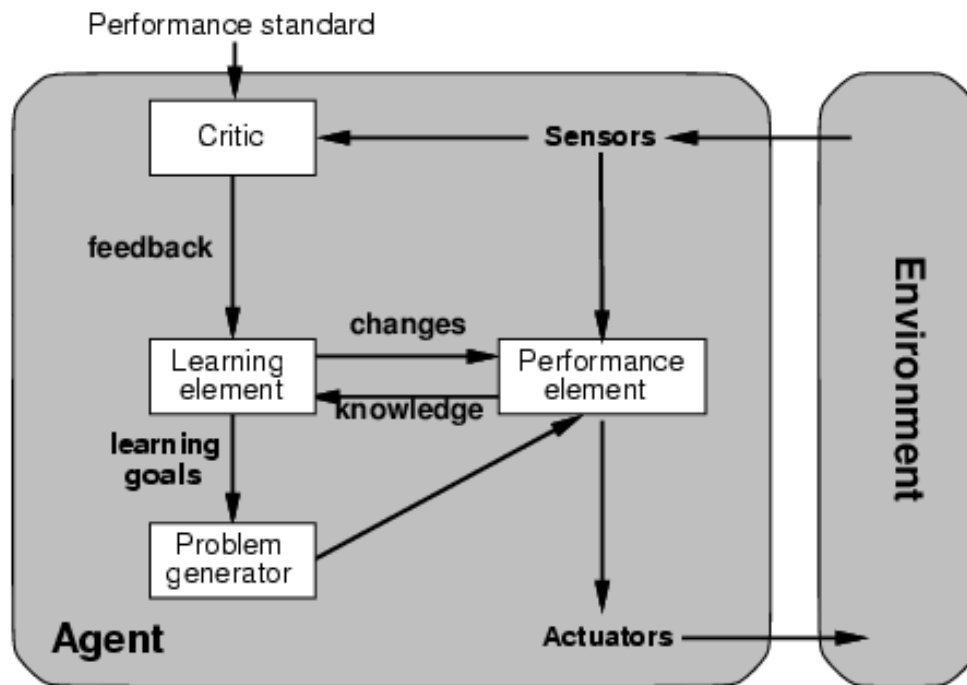 Performance standard
Critic
Sensors
feedback
changes
Learning
element
Performance
element
knowledge
learning
goals
Problem
generator
Agent
Actuators
Environment